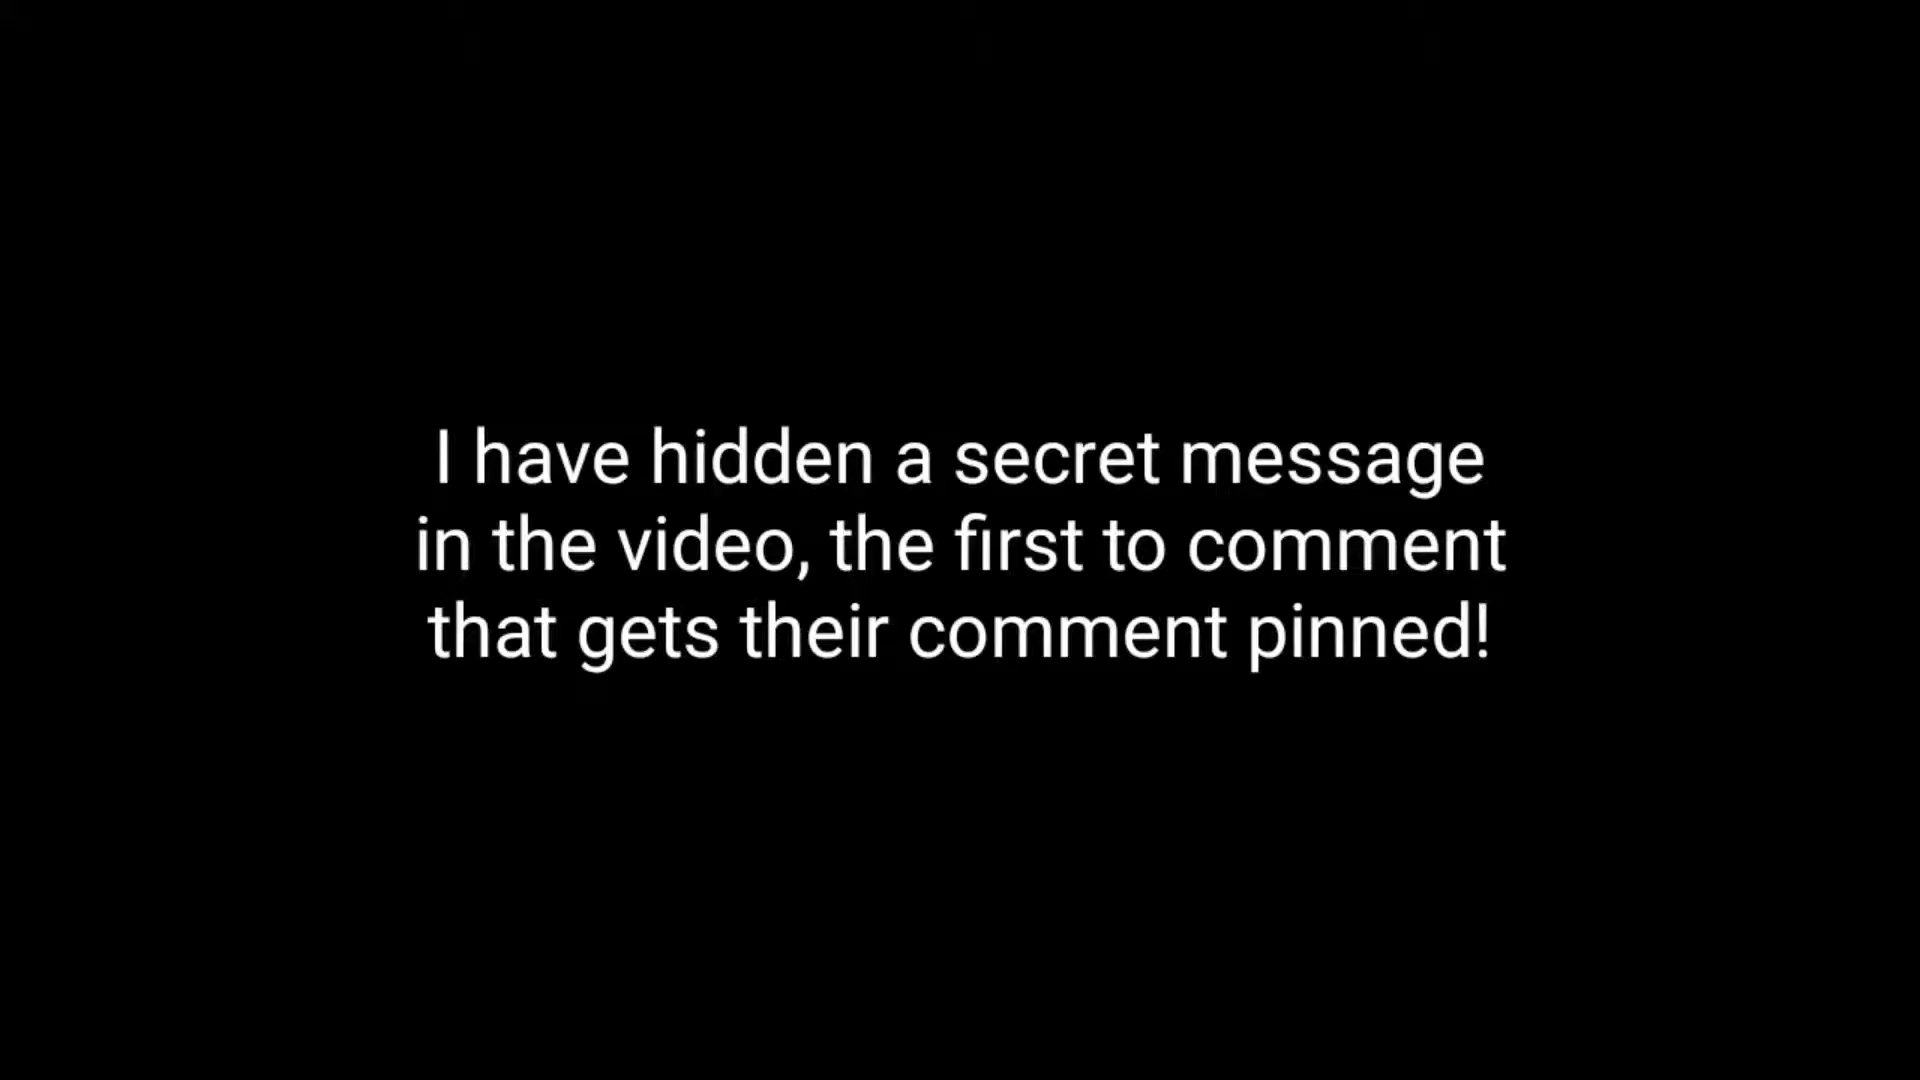 I have hidden a secret message
in the video, the first to comment
that gets their comment pinned!